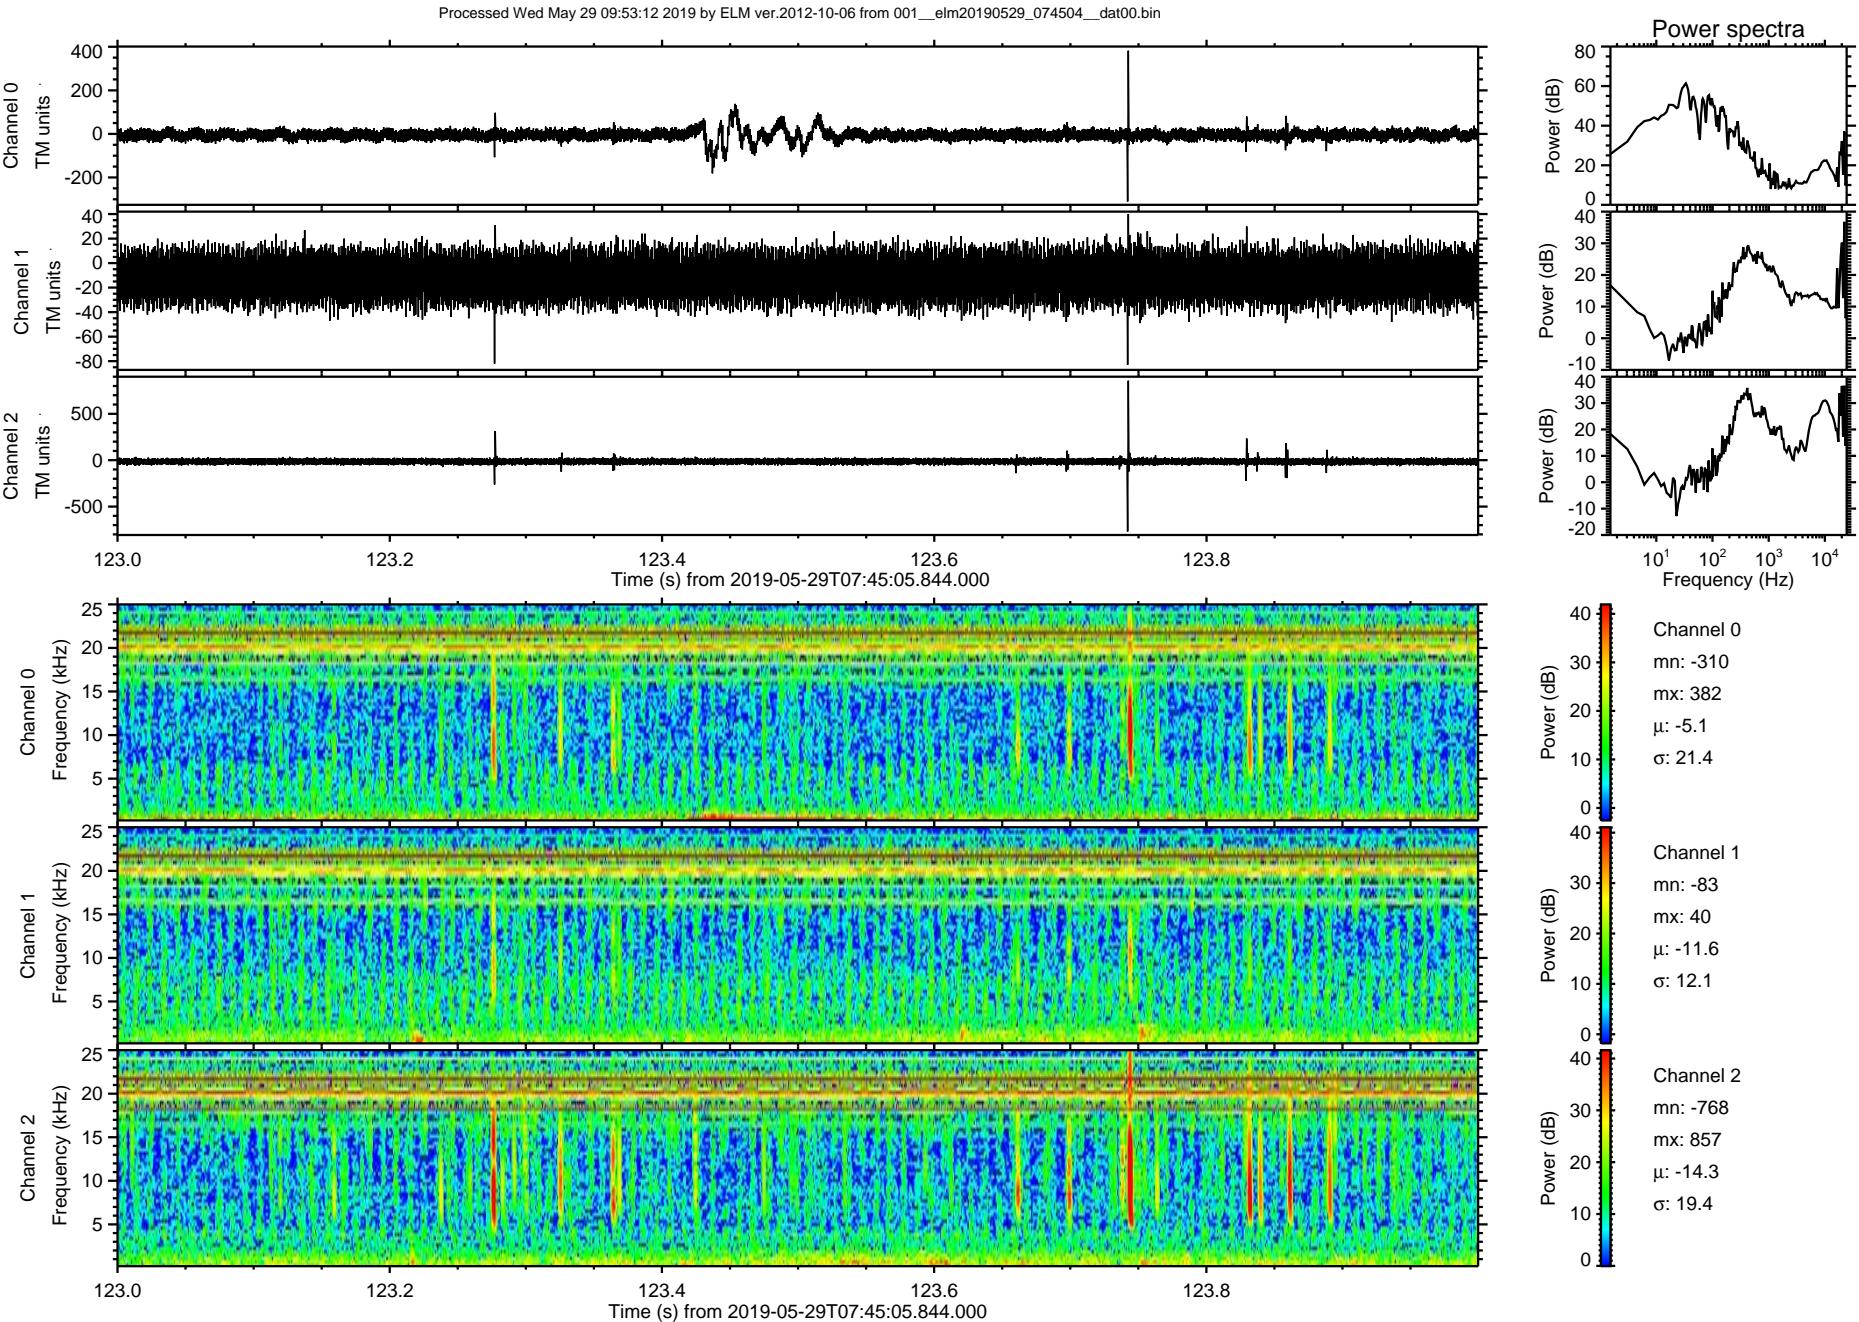 Processed Wed May 29 09:53:12 2019 by ELM ver.2012-10-06 from 001__elm20190529_074504__dat00.bin
Power spectra
Channel 0
TM units
400
200
0
-200
Power (dB)
80
60
40
20
0
Channel 1
TM units
40
20
0
-20
-40
-60
-80
Power (dB)
40
30
20
10
0
-10
Channel 2
TM units
500
0
-500
Power (dB)
40
30
20
10
0
-10
-20
123.0 123.2 123.4 123.6 123.8
Time (s) from 2019-05-29T07:45:05.844.000
10^1 10^2 10^3 10^4
Frequency (Hz)
Channel 0
Frequency (kHz)
25
20
15
10
5
Power (dB)
40
30
20
10
0
Channel 0
mn: -310
mx: 382
μ: -5.1
σ: 21.4
Channel 1
Frequency (kHz)
25
20
15
10
5
Power (dB)
40
30
20
10
0
Channel 1
mn: -83
mx: 40
μ: -11.6
σ: 12.1
Channel 2
Frequency (kHz)
25
20
15
10
5
Power (dB)
40
30
20
10
0
Channel 2
mn: -768
mx: 857
μ: -14.3
σ: 19.4
123.0 123.2 123.4 123.6 123.8
Time (s) from 2019-05-29T07:45:05.844.000